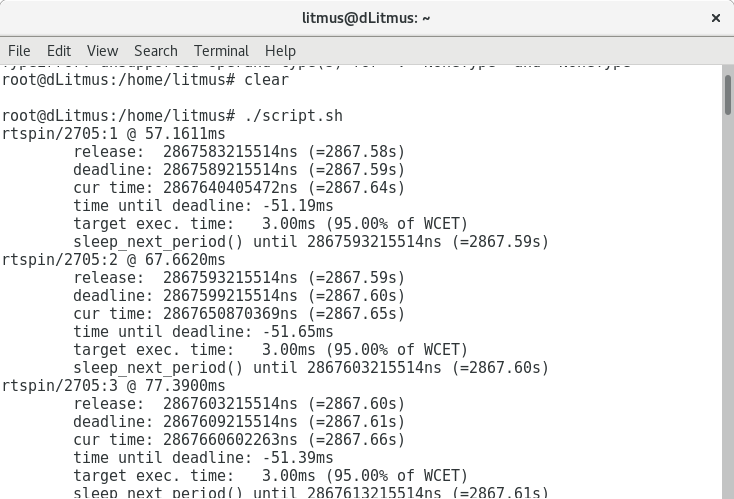 litmus@dLitmus: ~
×
File Edit View Search Terminal Help
root@dLitmus:/home/litmus# clear
root@dLitmus:/home/litmus# ./script.sh
rtspin/2705:1 @ 57.1611ms
release:  2867583215514ns (=2867.58s)
deadline: 2867589215514ns (=2867.59s)
cur time: 2867640405472ns (=2867.64s)
time until deadline: -51.19ms
target exec. time:   3.00ms (95.00% of WCET)
sleep_next_period() until 2867593215514ns (=2867.59s)
rtspin/2705:2 @ 67.6620ms
release:  2867593215514ns (=2867.59s)
deadline: 2867599215514ns (=2867.60s)
cur time: 2867650870369ns (=2867.65s)
time until deadline: -51.65ms
target exec. time:   3.00ms (95.00% of WCET)
sleep_next_period() until 2867603215514ns (=2867.60s)
rtspin/2705:3 @ 77.3900ms
release:  2867603215514ns (=2867.60s)
deadline: 2867609215514ns (=2867.61s)
cur time: 2867660602263ns (=2867.66s)
time until deadline: -51.39ms
target exec. time:   3.00ms (95.00% of WCET)
sleep_next_period() until 2867613215514ns (=2867.61s)